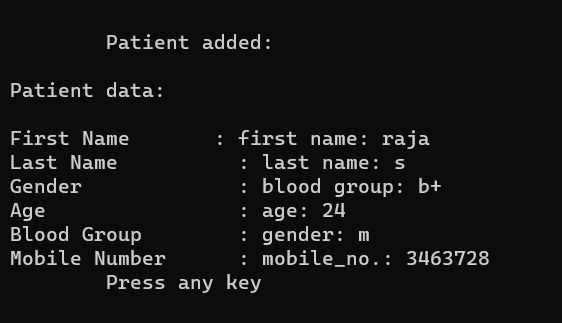 Patient added:
Patient data:
First Name : first name: raja
Last Name : last name: s
Gender : blood group: b+
Age : age: 24
Blood Group : gender: m
Mobile Number : mobile_no.: 3463728
Press any key